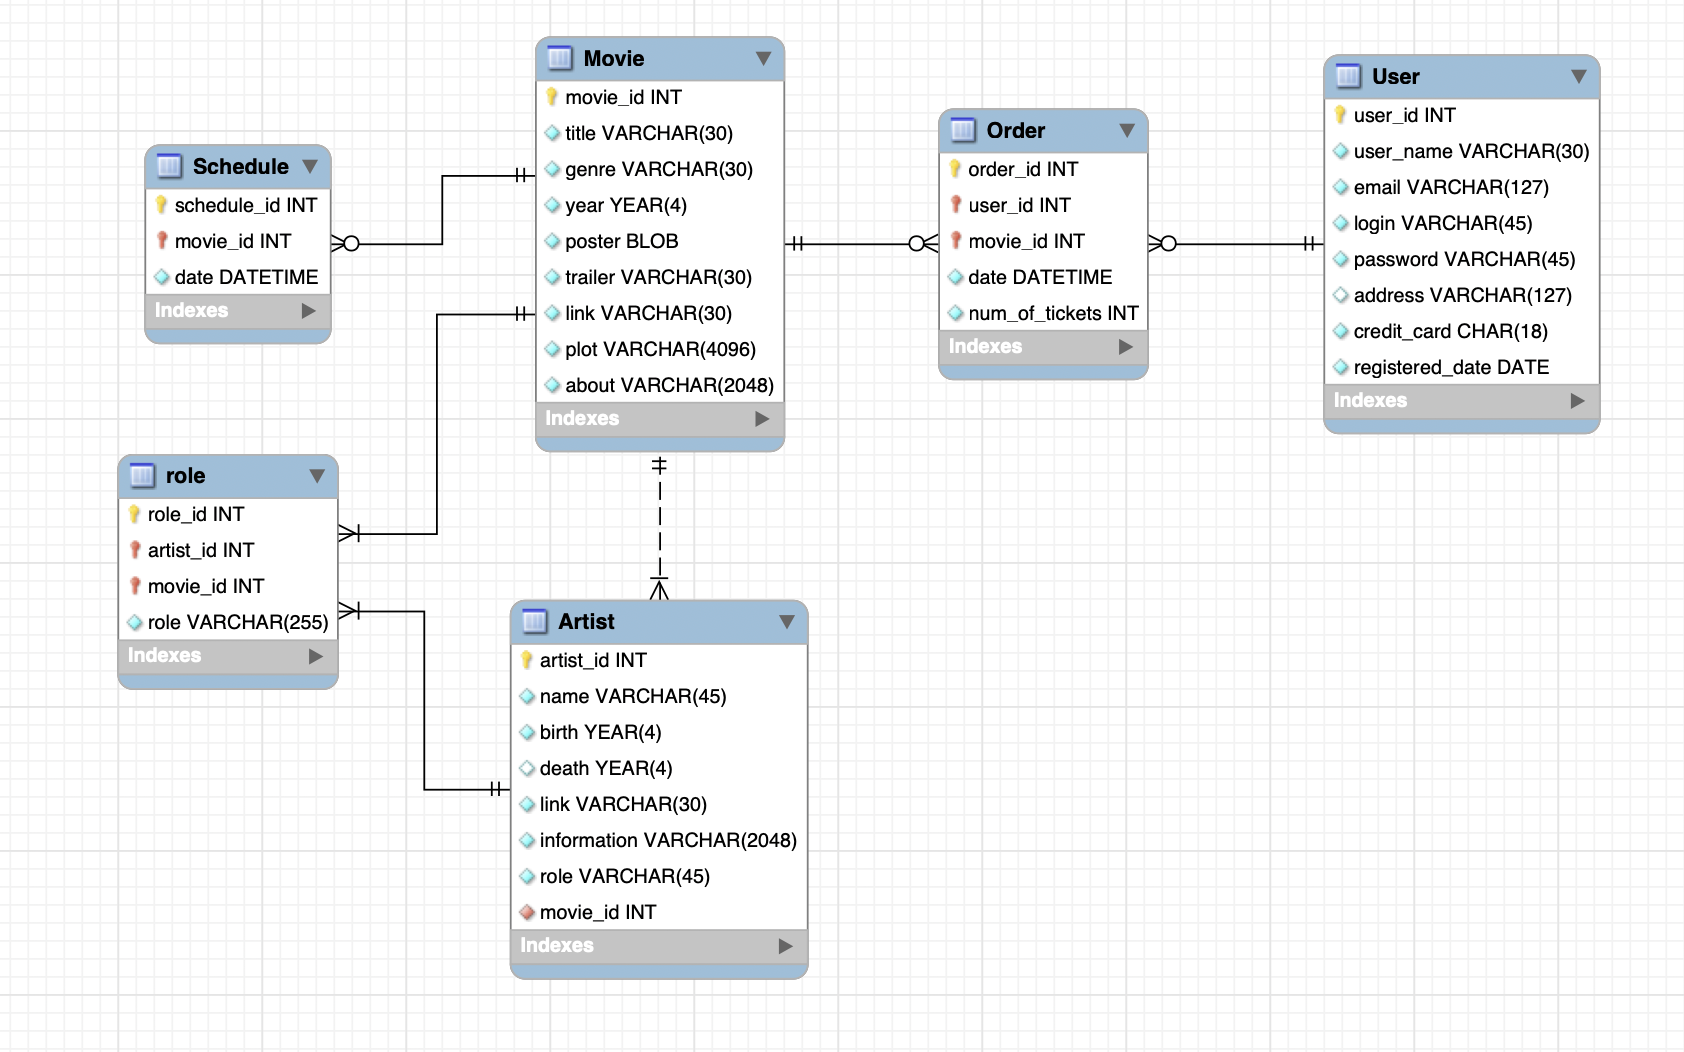 Movie
movie_id INT
title VARCHAR(30)
genre VARCHAR(30)
year YEAR(4)
poster BLOB
trailer VARCHAR(30)
link VARCHAR(30)
plot VARCHAR(4096)
about VARCHAR(2048)
Indexes
User
user_id INT
user_name VARCHAR(30)
email VARCHAR(127)
login VARCHAR(45)
password VARCHAR(45)
address VARCHAR(127)
credit_card CHAR(18)
registered_date DATE
Indexes
Order
order_id INT
user_id INT
movie_id INT
date DATETIME
num_of_tickets INT
Indexes
Schedule
schedule_id INT
movie_id INT
date DATETIME
Indexes
role
role_id INT
artist_id INT
movie_id INT
role VARCHAR(255)
Indexes
Artist
artist_id INT
name VARCHAR(45)
birth YEAR(4)
death YEAR(4)
link VARCHAR(30)
information VARCHAR(2048)
role VARCHAR(45)
movie_id INT
Indexes